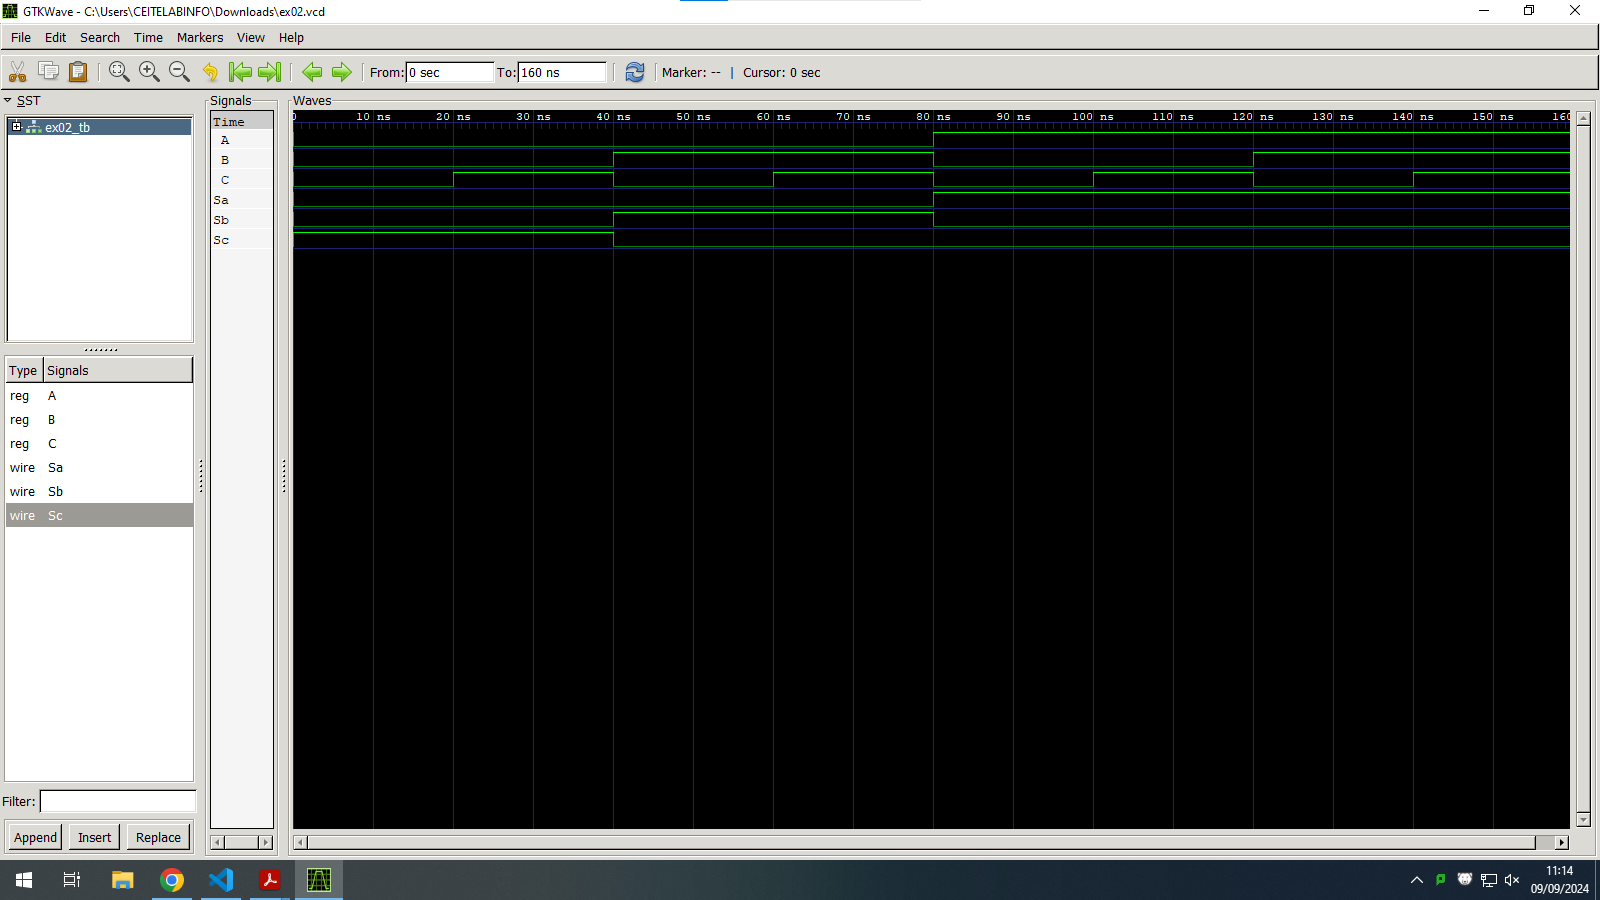 GTKWave - C:\Users\CEITELABINFO\Downloads\ex02.vcd
File Edit Search Time Markers View Help
From: 0 sec To: 160 ns Marker: -- | Cursor: 0 sec
SST
ex02_tb
Type Signals
reg A
reg B
reg C
wire Sa
wire Sb
wire Sc
Filter:
Append Insert Replace
Signals
Time
A
B
C
Sa
Sb
Sc
Waves
0 10 ns 20 ns 30 ns 40 ns 50 ns 60 ns 70 ns 80 ns 90 ns 100 ns 110 ns 120 ns 130 ns 140 ns 150 ns 160
11:14
09/09/2024